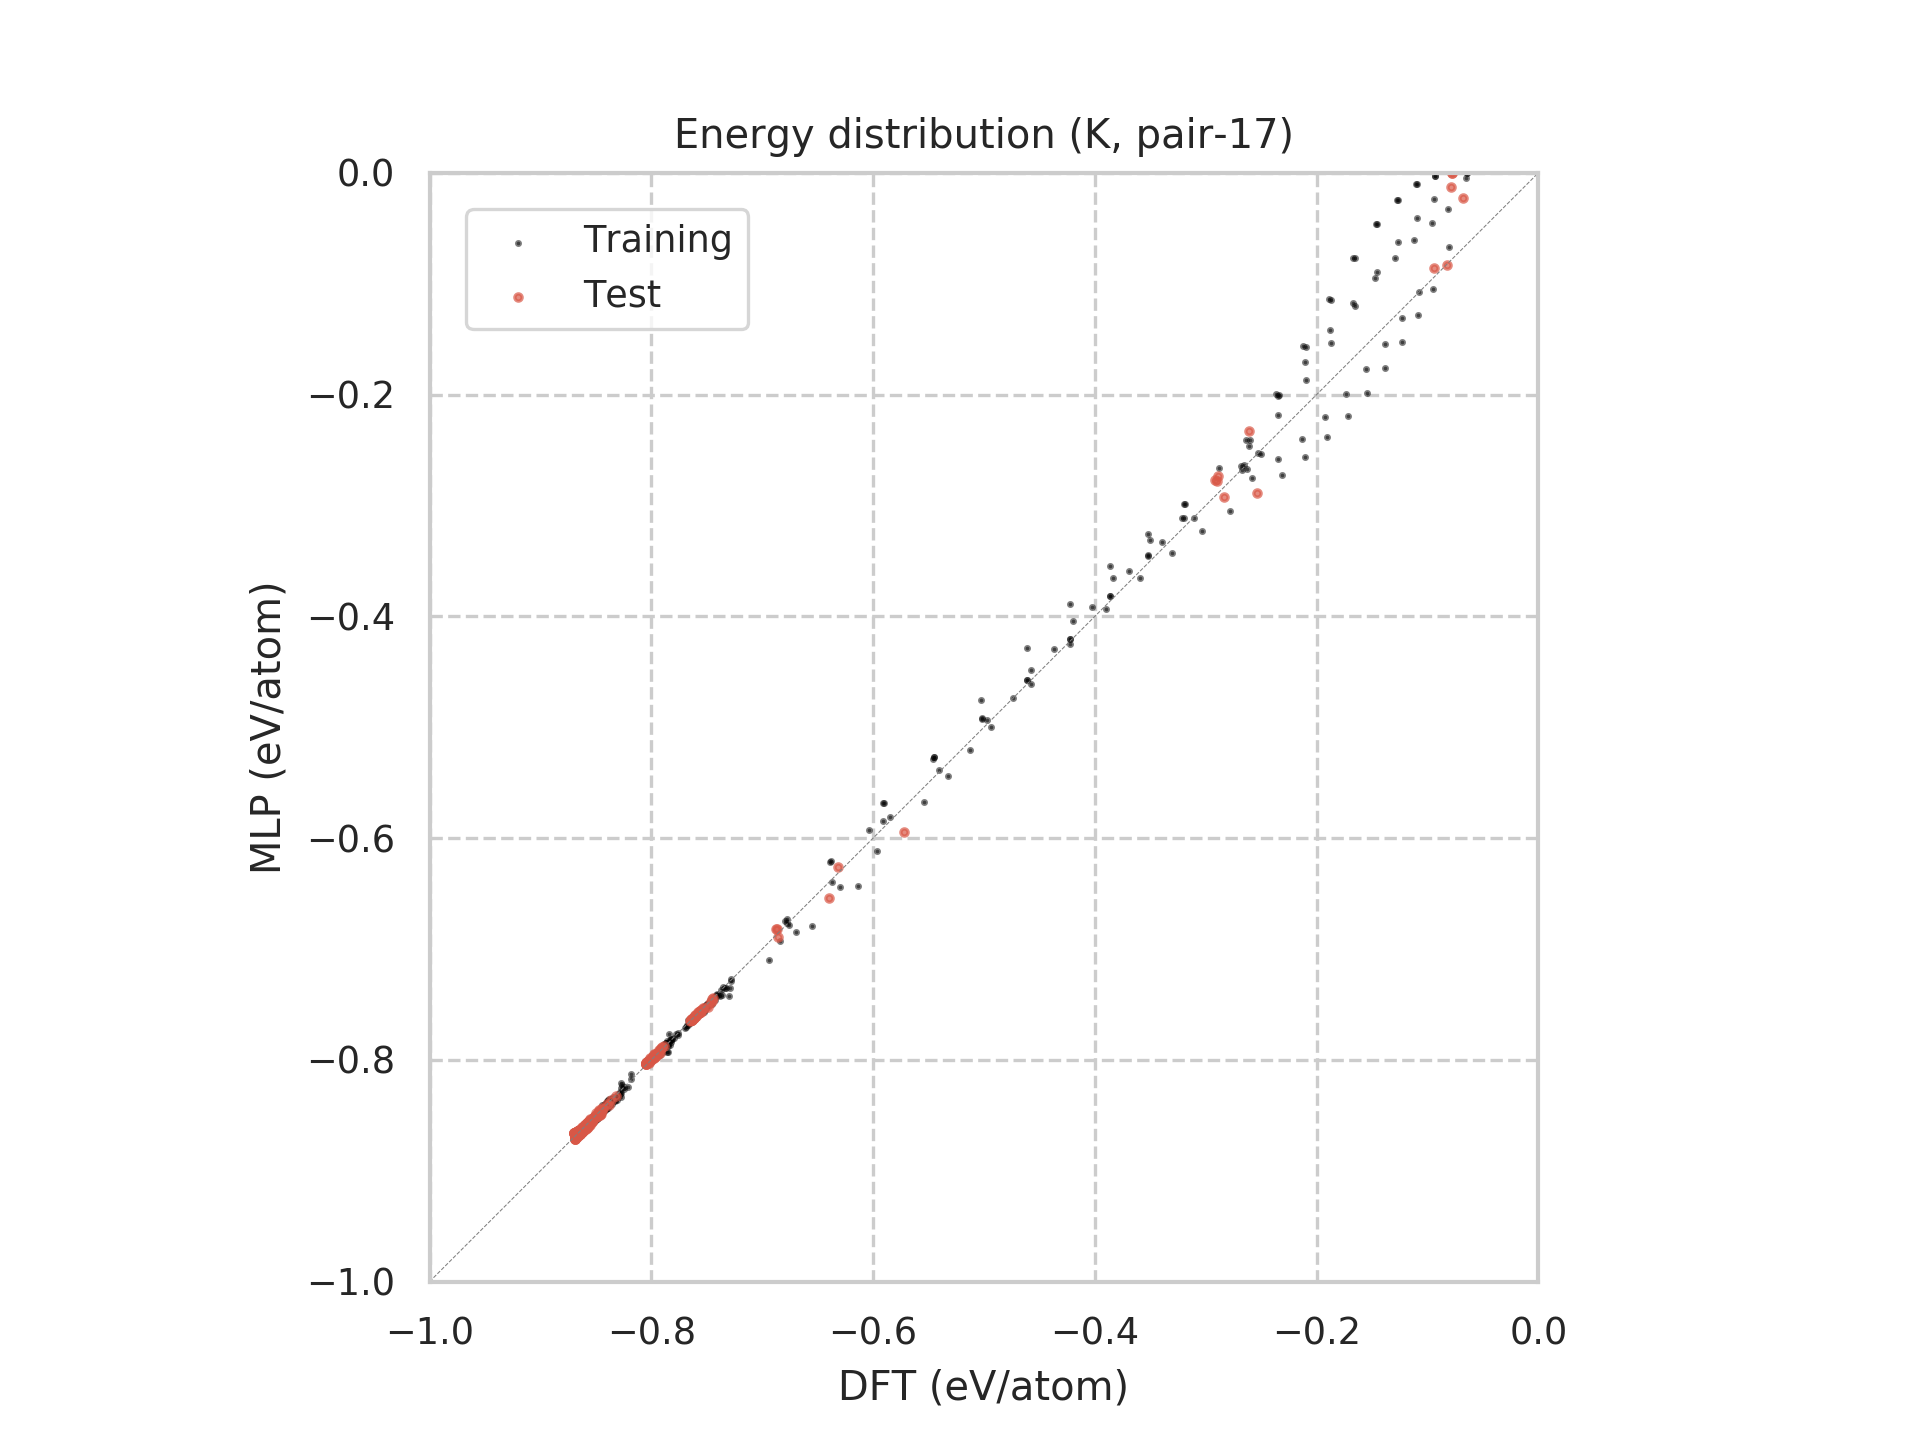 Energy distribution (K, pair-17)
Training
Test
0.0
−0.2
−0.4
−0.6
−0.8
−1.0
MLP (eV/atom)
−1.0 −0.8 −0.6 −0.4 −0.2 0.0
DFT (eV/atom)